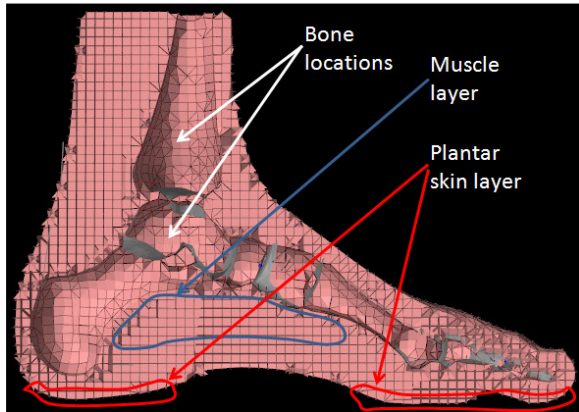 Bone
locations
Muscle
layer
Plantar
skin layer